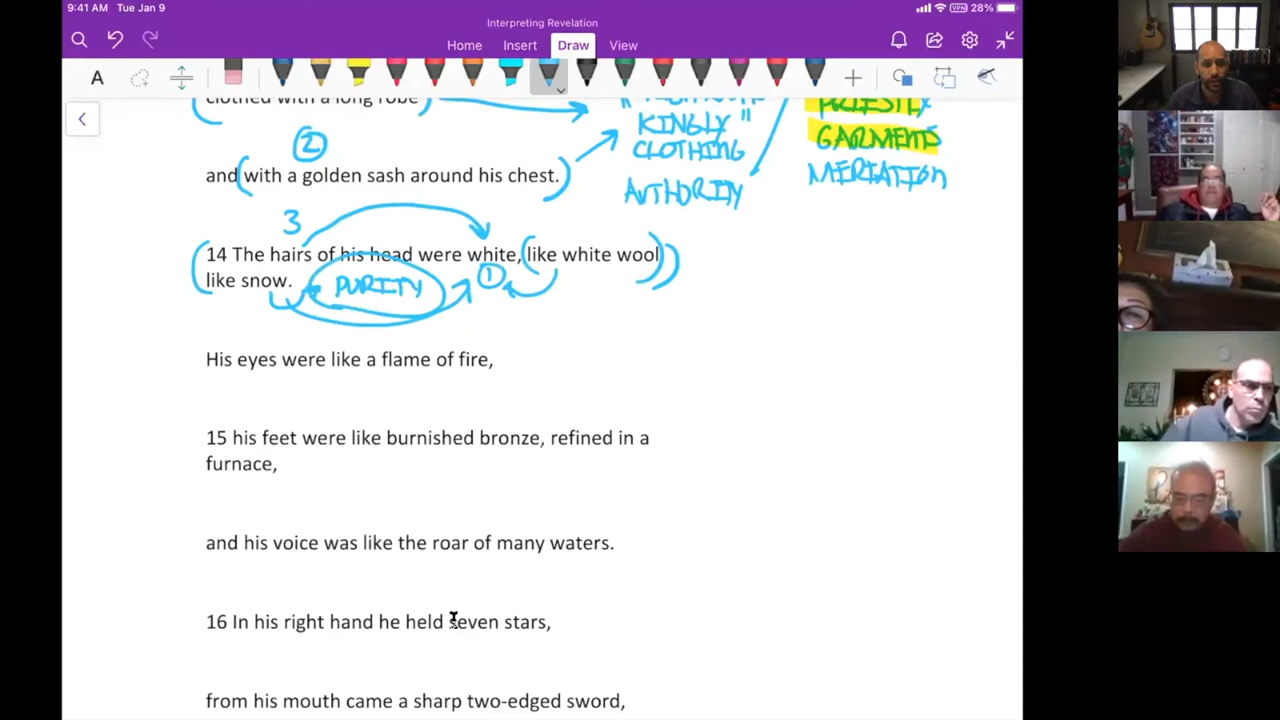 9:41 AM Tue Jan 9
VPN 28%
Interpreting Revelation
Home Insert Draw View
A
clothed with a long robe
KINGLY"
CLOTHING
AUTHORITY
PRIESTLY
GARMENTS
MEDIATION
2
and with a golden sash around his chest.
3
14 The hairs of his head were white, like white wool
like snow.
PURITY
1
His eyes were like a flame of fire,
15 his feet were like burnished bronze, refined in a
furnace,
and his voice was like the roar of many waters.
16 In his right hand he held seven stars,
from his mouth came a sharp two-edged sword,